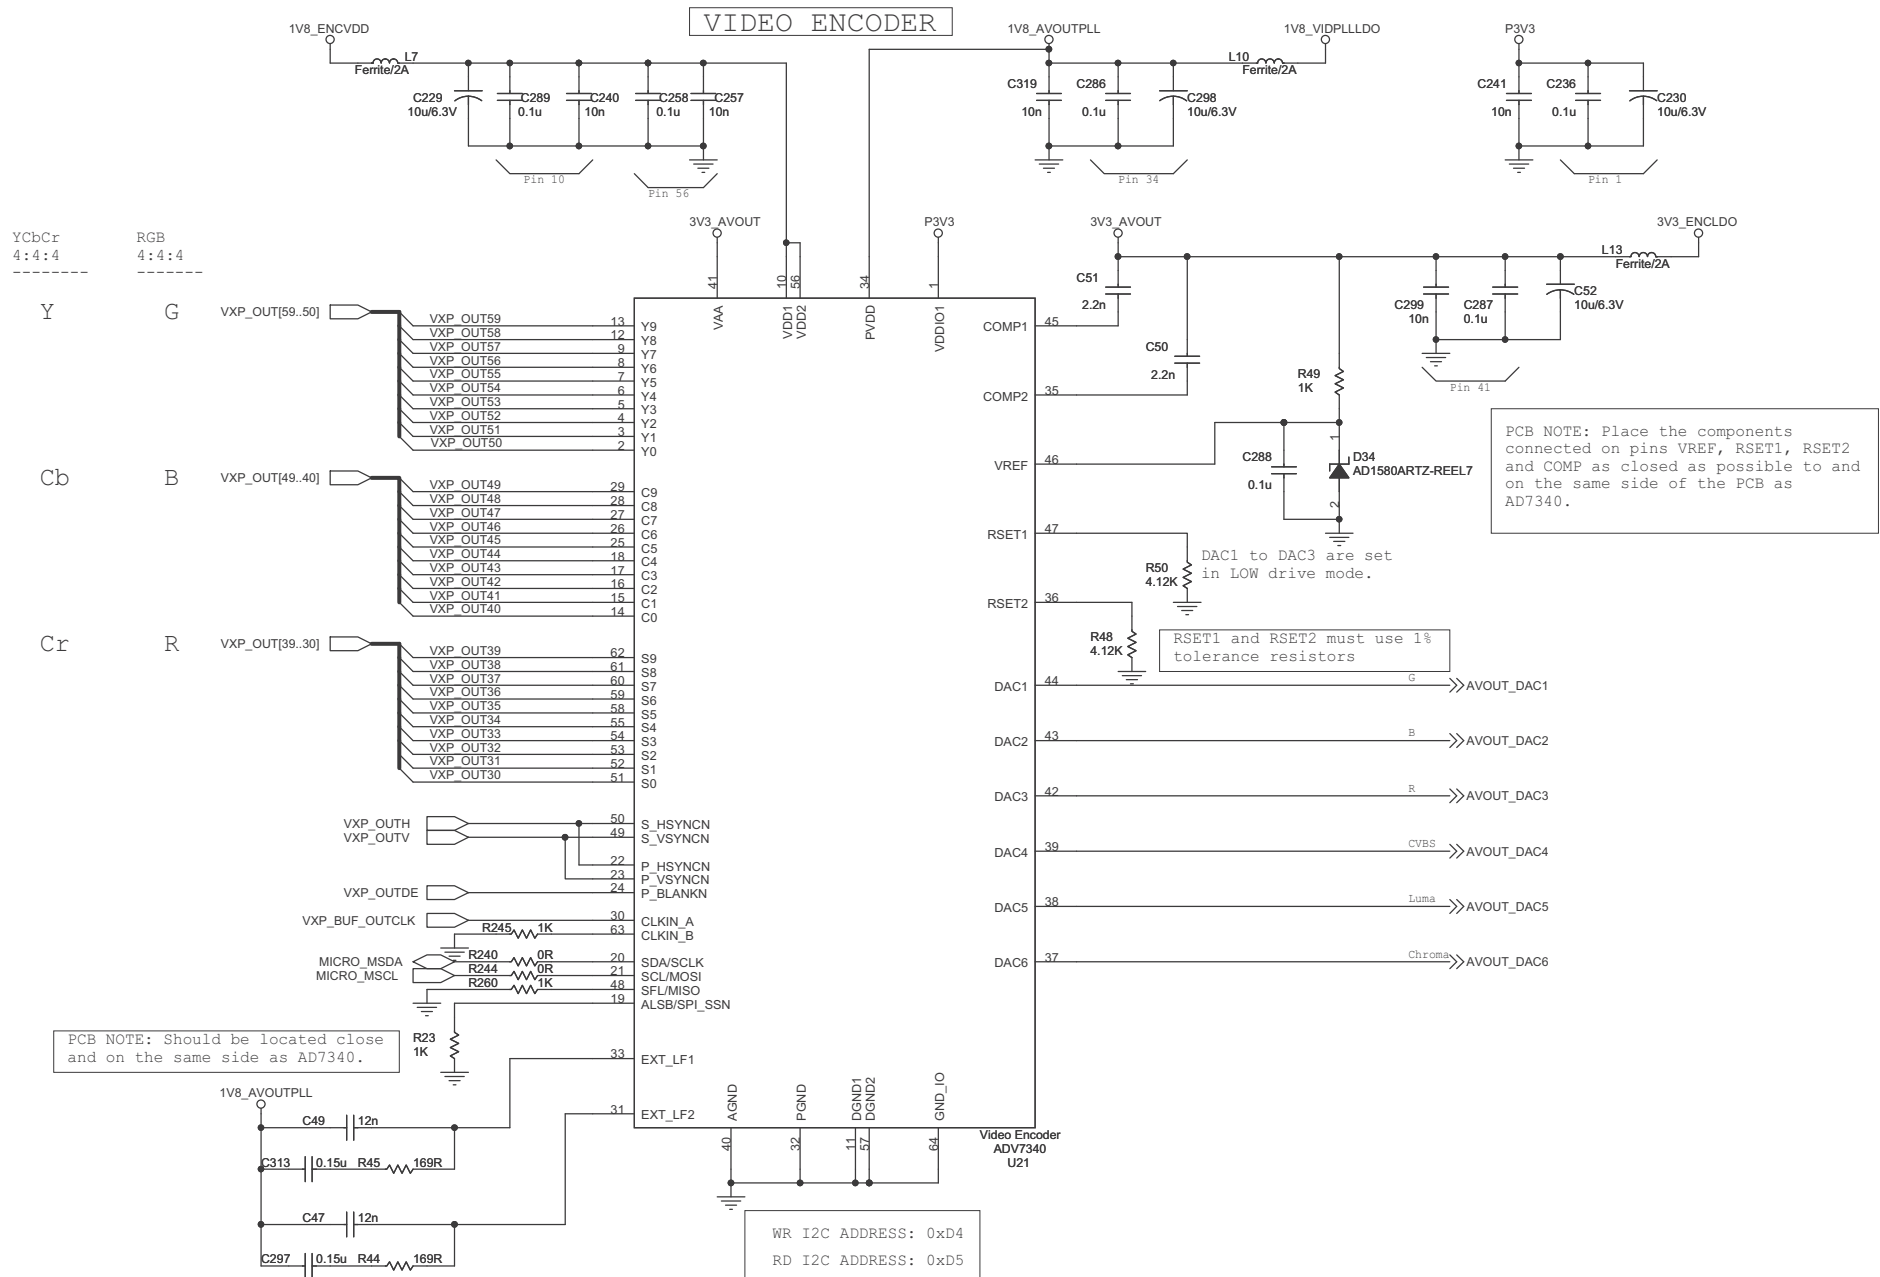 VIDEO ENCODER
1V8_ENCVDD
L7
Ferrite/2A
C229
10u/6.3V
C289
0.1u
C240
10n
C258
0.1u
C257
10n
Pin 10
Pin 56
1V8_AVOUTPLL
1V8_VIDPLLLDO
L10
Ferrite/2A
C319
10n
C286
0.1u
C298
10u/6.3V
Pin 34
P3V3
C241
10n
C236
0.1u
C230
10u/6.3V
Pin 1
YCbCr
4:4:4
--------
RGB
4:4:4
-------
3V3_AVOUT
P3V3
3V3_AVOUT
3V3_ENCLDO
L13
Ferrite/2A
C51
2.2n
C50
2.2n
C299
10n
C287
0.1u
C52
10u/6.3V
Pin 41
R49
1K
C288
0.1u
1
D34
AD1580ARTZ-REEL7
2
PCB NOTE: Place the components
connected on pins VREF, RSET1, RSET2
and COMP as closed as possible to and
on the same side of the PCB as
AD7340.
41
VAA
10
VDD1
56
VDD2
34
PVDD
1
VDDIO1
Y
G
VXP_OUT[59..50]
VXP_OUT59 13 Y9
VXP_OUT58 12 Y8
VXP_OUT57 9 Y7
VXP_OUT56 8 Y6
VXP_OUT55 7 Y5
VXP_OUT54 6 Y4
VXP_OUT53 5 Y3
VXP_OUT52 4 Y2
VXP_OUT51 3 Y1
VXP_OUT50 2 Y0
Cb
B
VXP_OUT[49..40]
VXP_OUT49 29 C9
VXP_OUT48 28 C8
VXP_OUT47 27 C7
VXP_OUT46 26 C6
VXP_OUT45 25 C5
VXP_OUT44 18 C4
VXP_OUT43 17 C3
VXP_OUT42 16 C2
VXP_OUT41 15 C1
VXP_OUT40 14 C0
Cr
R
VXP_OUT[39..30]
VXP_OUT39 62 S9
VXP_OUT38 61 S8
VXP_OUT37 60 S7
VXP_OUT36 59 S6
VXP_OUT35 58 S5
VXP_OUT34 55 S4
VXP_OUT33 54 S3
VXP_OUT32 53 S2
VXP_OUT31 52 S1
VXP_OUT30 51 S0
VXP_OUTH 50 S_HSYNCN
VXP_OUTV 49 S_VSYNCN
22 P_HSYNCN
23 P_VSYNCN
VXP_OUTDE 24 P_BLANKN
VXP_BUF_OUTCLK 30 CLKIN_A
R245 1K 63 CLKIN_B
MICRO_MSDA R240 0R 20 SDA/SCLK
MICRO_MSCL R244 0R 21 SCL/MOSI
R260 1K 48 SFL/MISO
19 ALSB/SPI_SSN
R23
1K
33 EXT_LF1
31 EXT_LF2
PCB NOTE: Should be located close
and on the same side as AD7340.
1V8_AVOUTPLL
C49 12n
C313 0.15u R45 169R
C47 12n
C297 0.15u R44 169R
COMP1 45
COMP2 35
VREF 46
RSET1 47
RSET2 36
R50
4.12K
DAC1 to DAC3 are set
in LOW drive mode.
R48
4.12K
RSET1 and RSET2 must use 1%
tolerance resistors
DAC1 44 G AVOUT_DAC1
DAC2 43 B AVOUT_DAC2
DAC3 42 R AVOUT_DAC3
DAC4 39 CVBS AVOUT_DAC4
DAC5 38 Luma AVOUT_DAC5
DAC6 37 Chroma AVOUT_DAC6
AGND
40
PGND
32
DGND1
11
DGND2
57
GND_IO
64
Video Encoder
ADV7340
U21
WR I2C ADDRESS: 0xD4
RD I2C ADDRESS: 0xD5